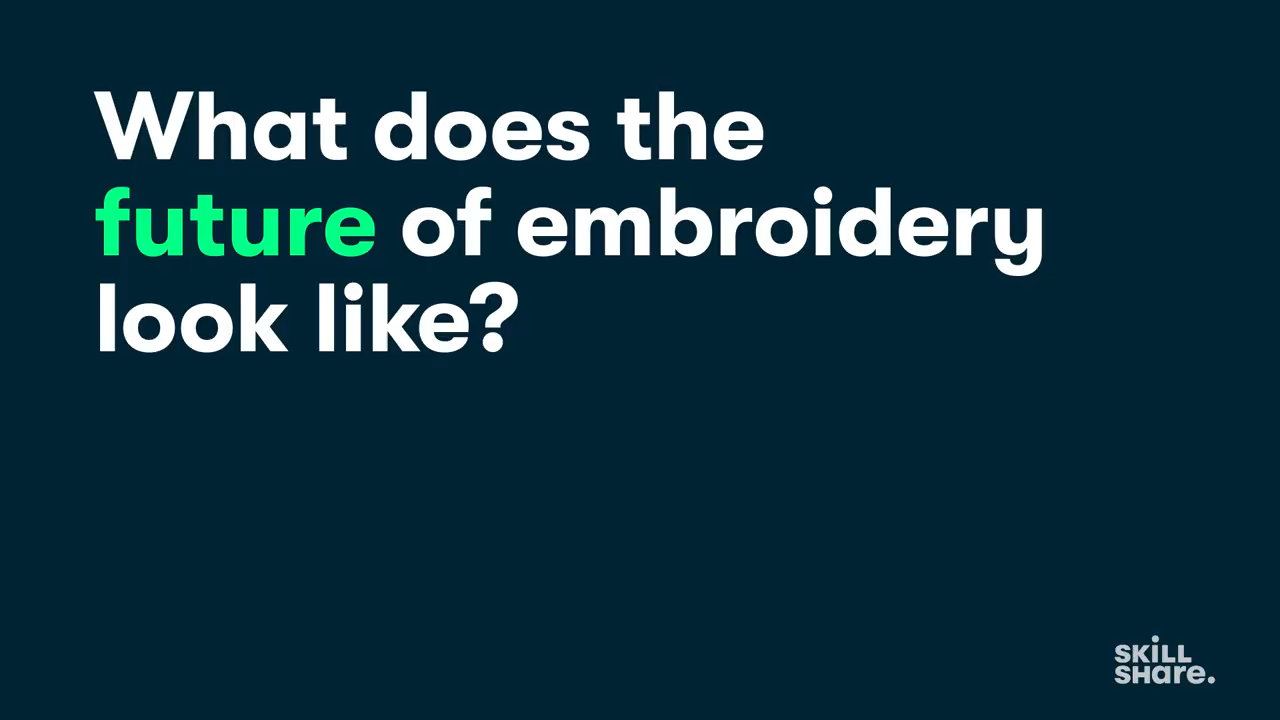 What does the
future of embroidery
look like?
SKiLL
SHare.